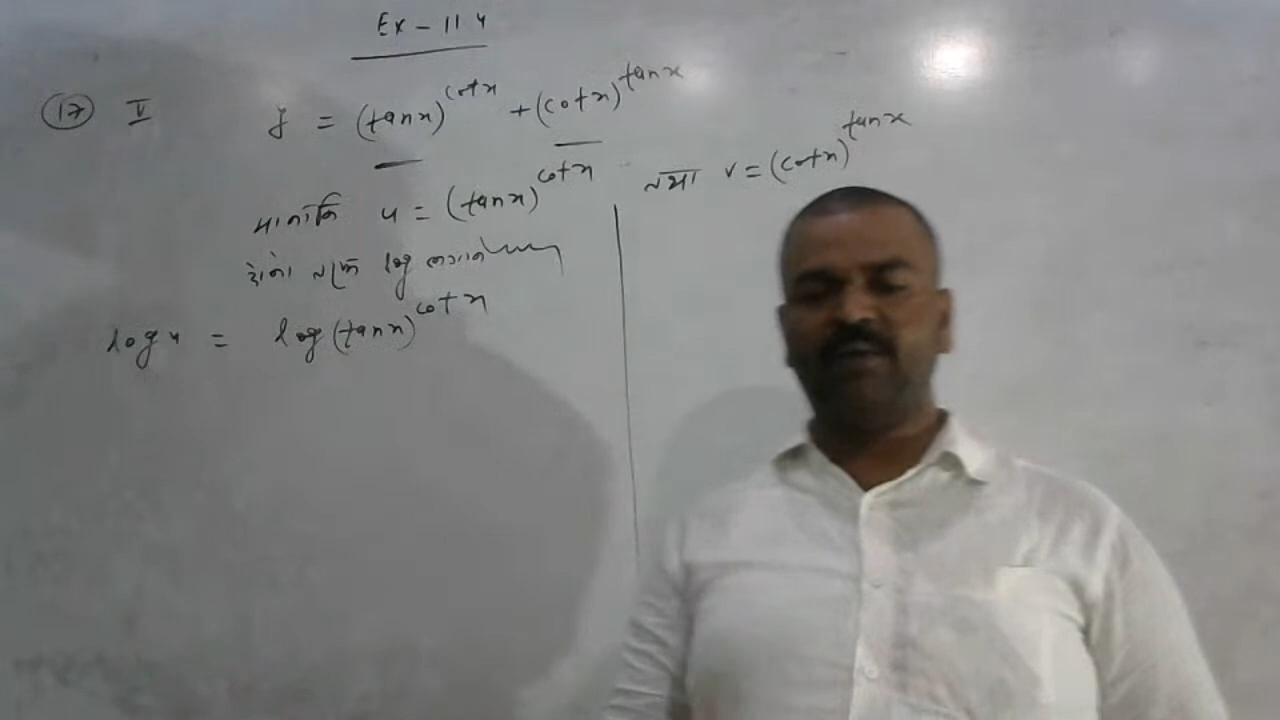 Ex - 11.4
(17) V y = (tanx)^cotx + (cotx)^tanx
माना कि u = (tanx)^cotx तथा v = (cotx)^tanx
दोनो तरफ log लगाने
log u = log(tanx)^cotx